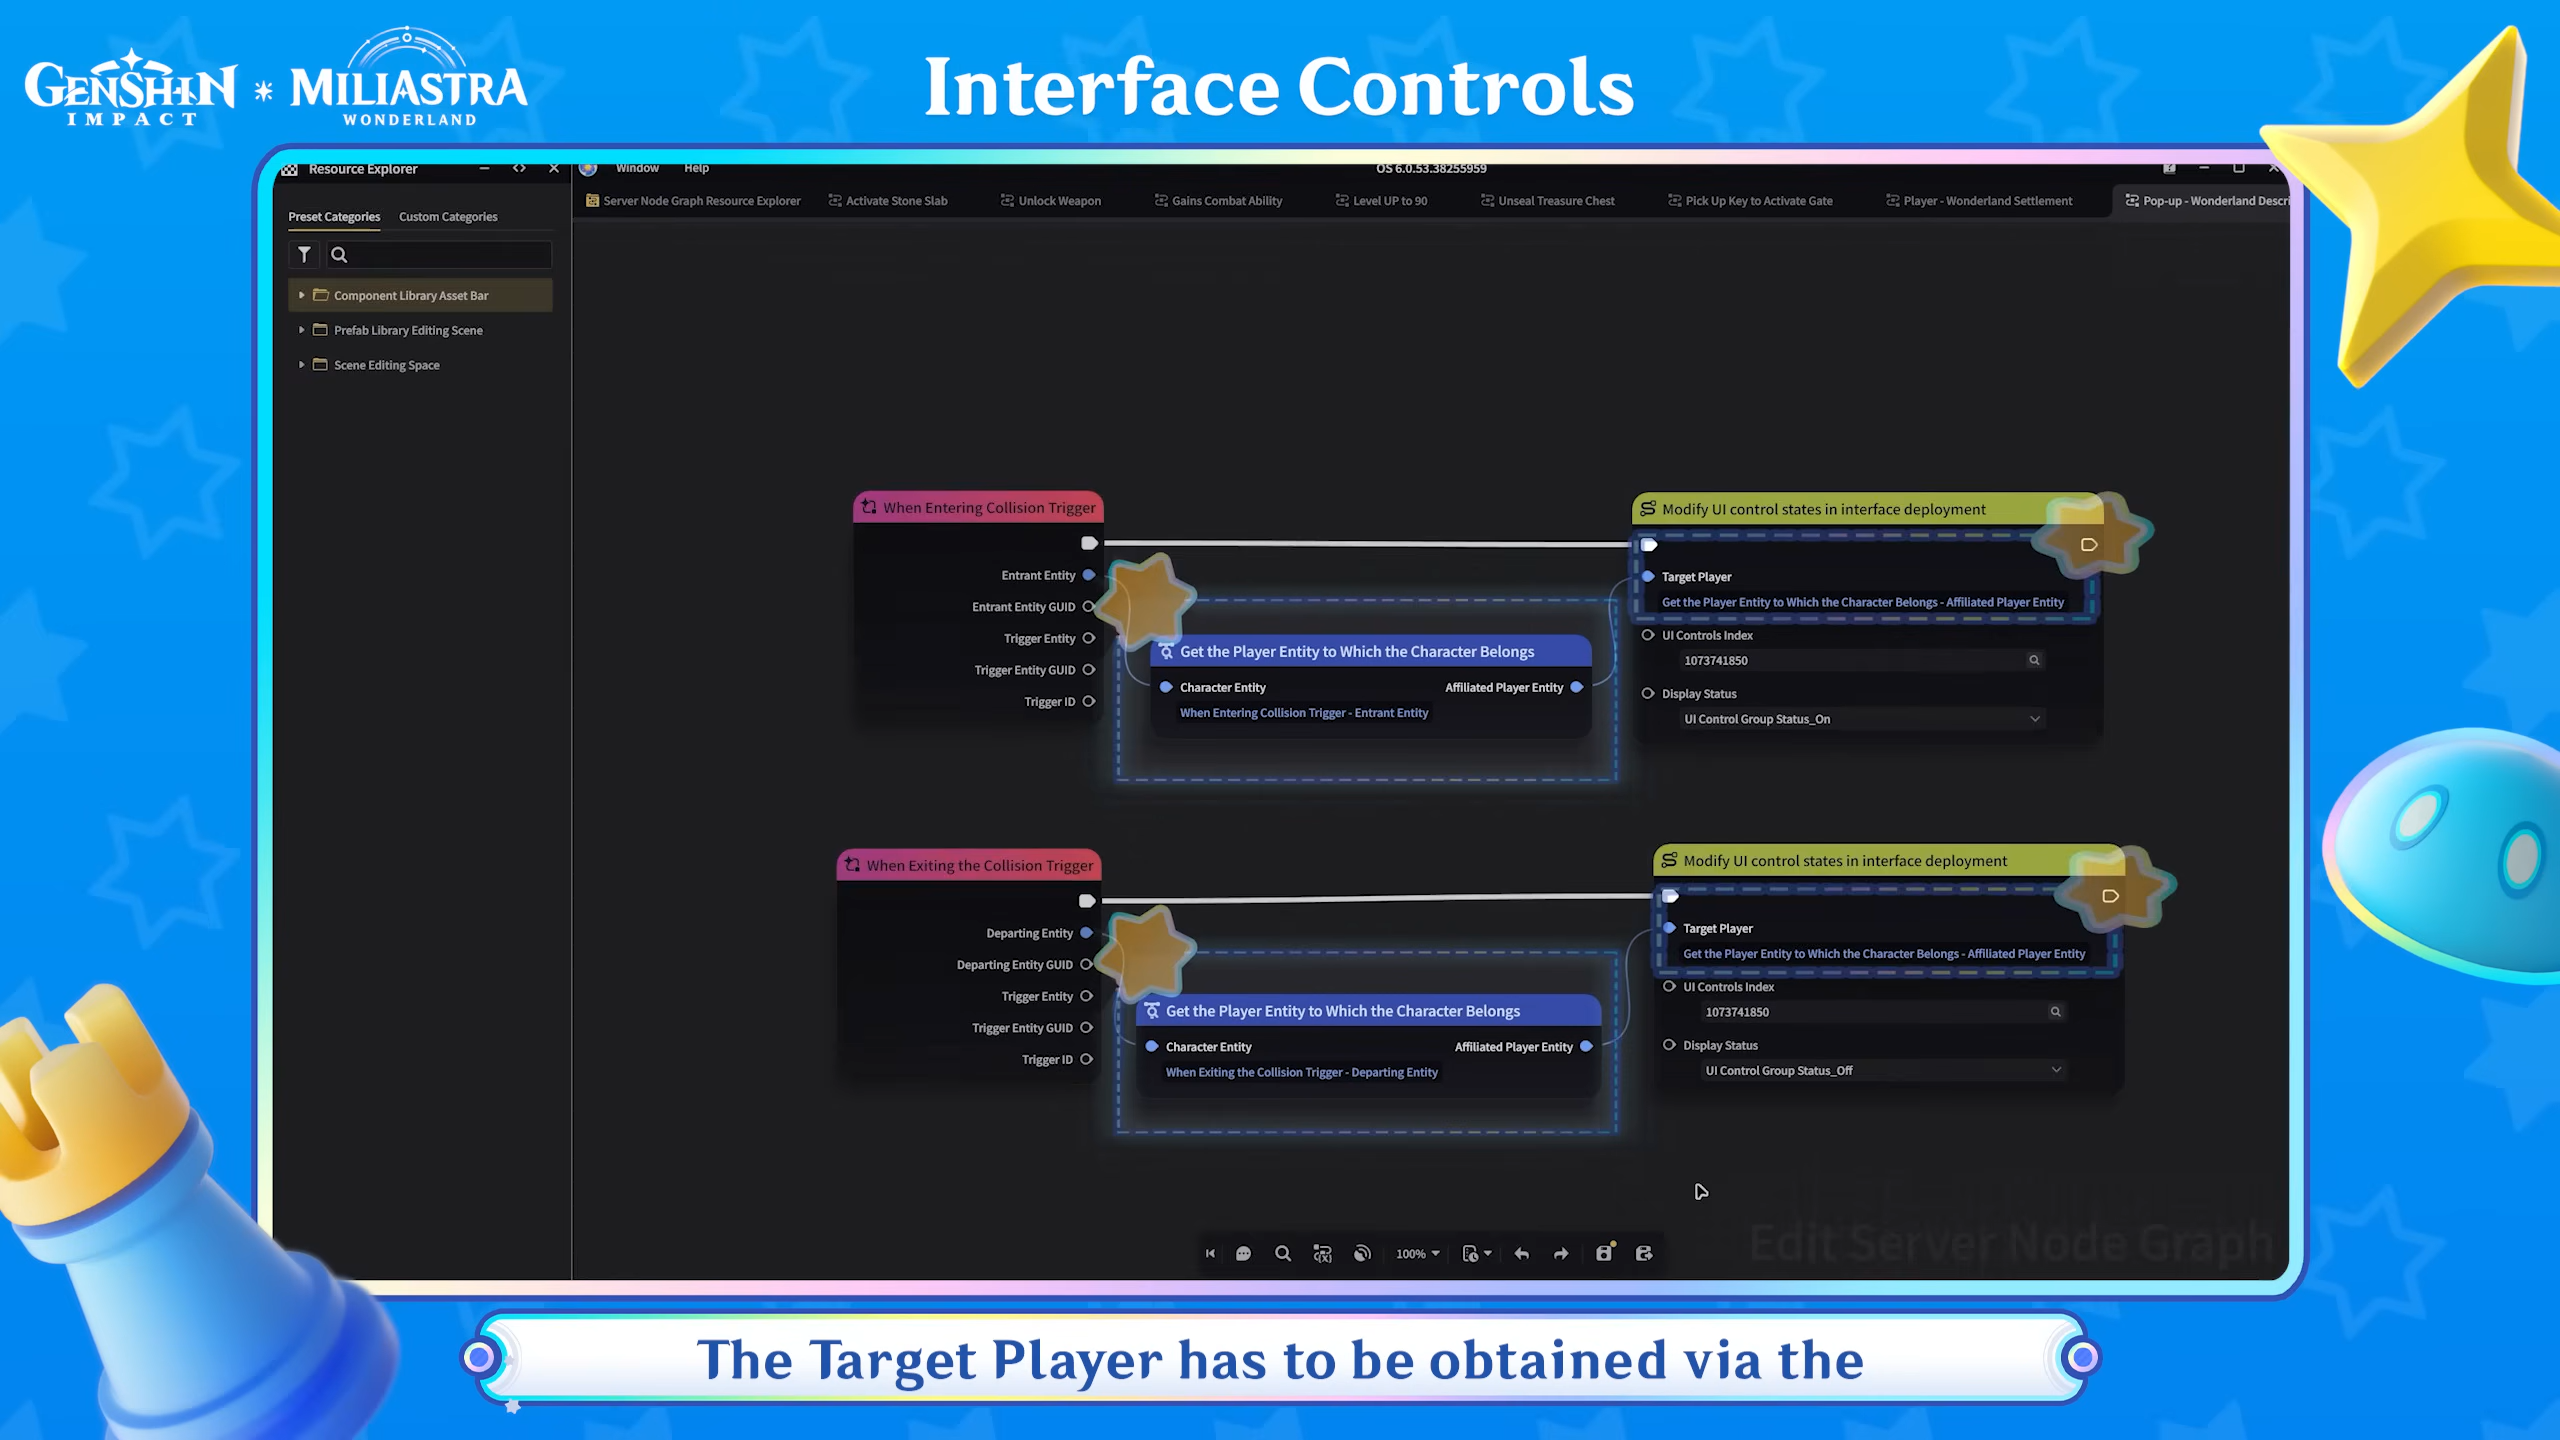 GENSHIN IMPACT * MILIASTRA WONDERLAND
Interface Controls
Resource Explorer
Window Help
OS 6.0.53.38255959
Preset Categories Custom Categories
Server Node Graph Resource Explorer Activate Stone Slab Unlock Weapon Gains Combat Ability Level UP to 90 Unseal Treasure Chest Pick Up Key to Activate Gate Player - Wonderland Settlement Pop-up - Wonderland Descri
Component Library Asset Bar
Prefab Library Editing Scene
Scene Editing Space
When Entering Collision Trigger
Entrant Entity
Entrant Entity GUID
Trigger Entity
Trigger Entity GUID
Trigger ID
Get the Player Entity to Which the Character Belongs
Character Entity Affiliated Player Entity
When Entering Collision Trigger - Entrant Entity
Modify UI control states in interface deployment
Target Player
Get the Player Entity to Which the Character Belongs - Affiliated Player Entity
UI Controls Index
1073741850
Display Status
UI Control Group Status_On
When Exiting the Collision Trigger
Departing Entity
Departing Entity GUID
Trigger Entity
Trigger Entity GUID
Trigger ID
Get the Player Entity to Which the Character Belongs
Character Entity Affiliated Player Entity
When Exiting the Collision Trigger - Departing Entity
Modify UI control states in interface deployment
Target Player
Get the Player Entity to Which the Character Belongs - Affiliated Player Entity
UI Controls Index
1073741850
Display Status
UI Control Group Status_Off
Edit Server Node Graph
100%
The Target Player has to be obtained via the